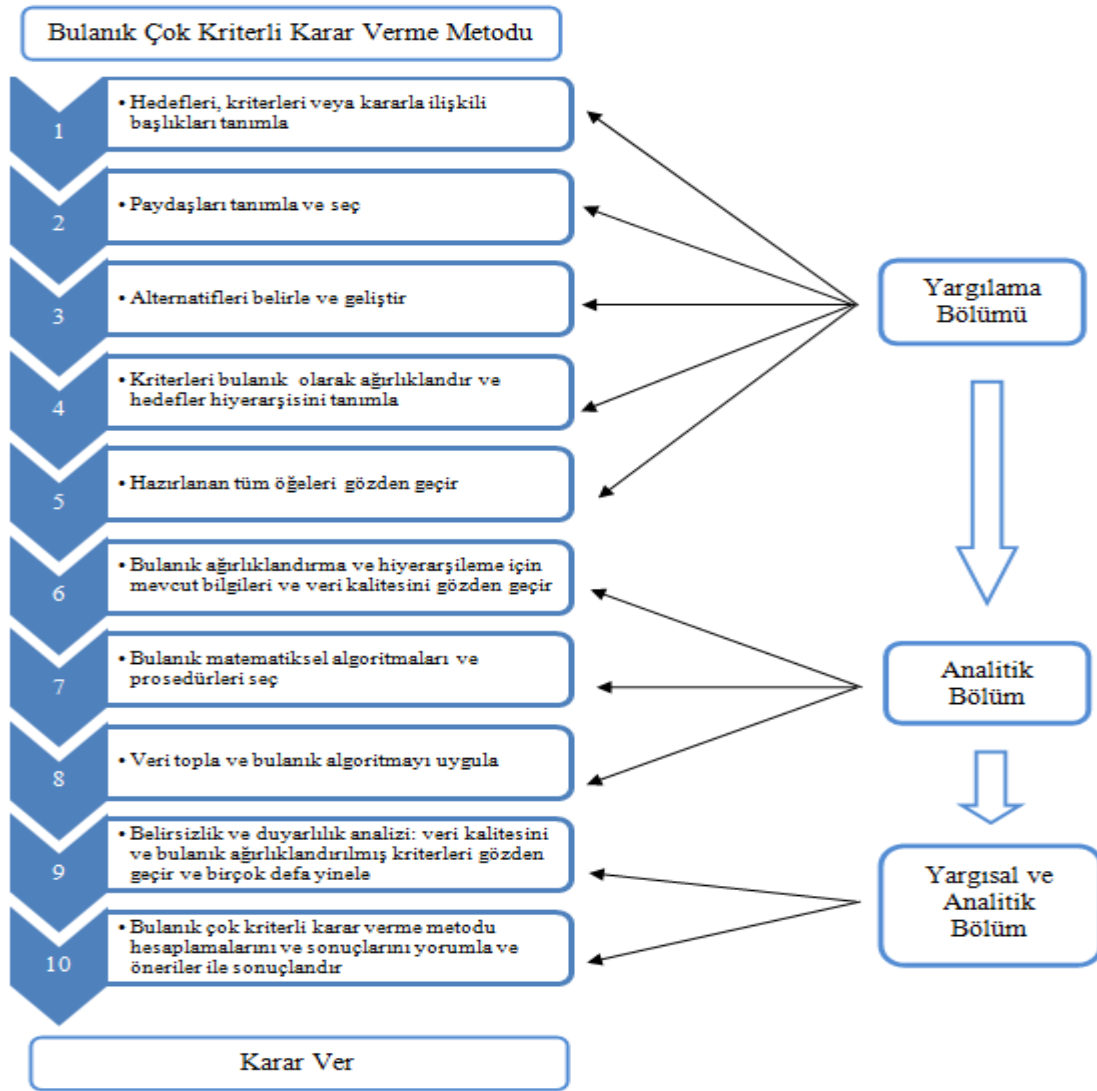 Bulanık Çok Kriterli Karar Verme Metodu
1
• Hedefleri, kriterleri veya kararla ilişkili
başlıkları tanımla
2
• Paydaşları tanımla ve seç
3
• Alternatifleri belirle ve geliştir
4
• Kriterleri bulanık olarak ağırlıklandır ve
hedefler hiyerarşisini tanımla
5
• Hazırlanan tüm öğeleri gözden geçir
6
• Bulanık ağırlıklandırma ve hiyerarşileme için
mevcut bilgileri ve veri kalitesini gözden geçir
7
• Bulanık matematiksel algoritmaları ve
prosedürleri seç
8
• Veri topla ve bulanık algoritmayı uygula
9
• Belirsizlik ve duyarlılık analizi: veri kalitesini
ve bulanık ağırlıklandırılmış kriterleri gözden
geçir ve birçok defa yinele
10
• Bulanık çok kriterli karar verme metodu
hesaplamalarını ve sonuçlarını yorumla ve
öneriler ile sonuçlandır
Karar Ver
Yargılama
Bölümü
Analitik
Bölüm
Yargısal ve
Analitik
Bölüm